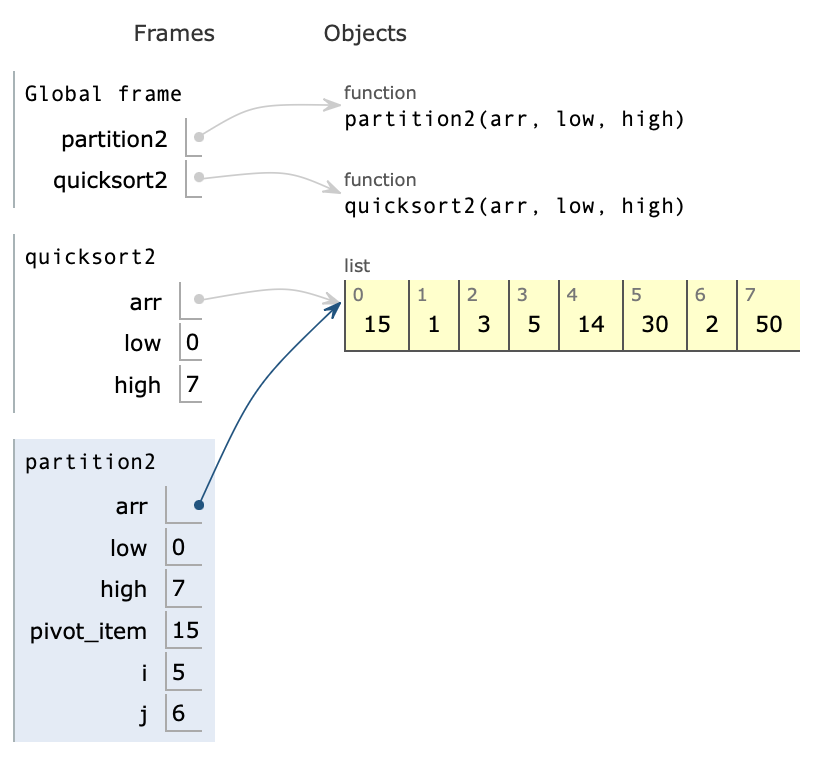 Frames Objects
Global frame
partition2
quicksort2
function
partition2(arr, low, high)
function
quicksort2(arr, low, high)
quicksort2
arr
low 0
high 7
list
0 1 2 3 4 5 6 7
15 1 3 5 14 30 2 50
partition2
arr
low 0
high 7
pivot_item 15
i 5
j 6